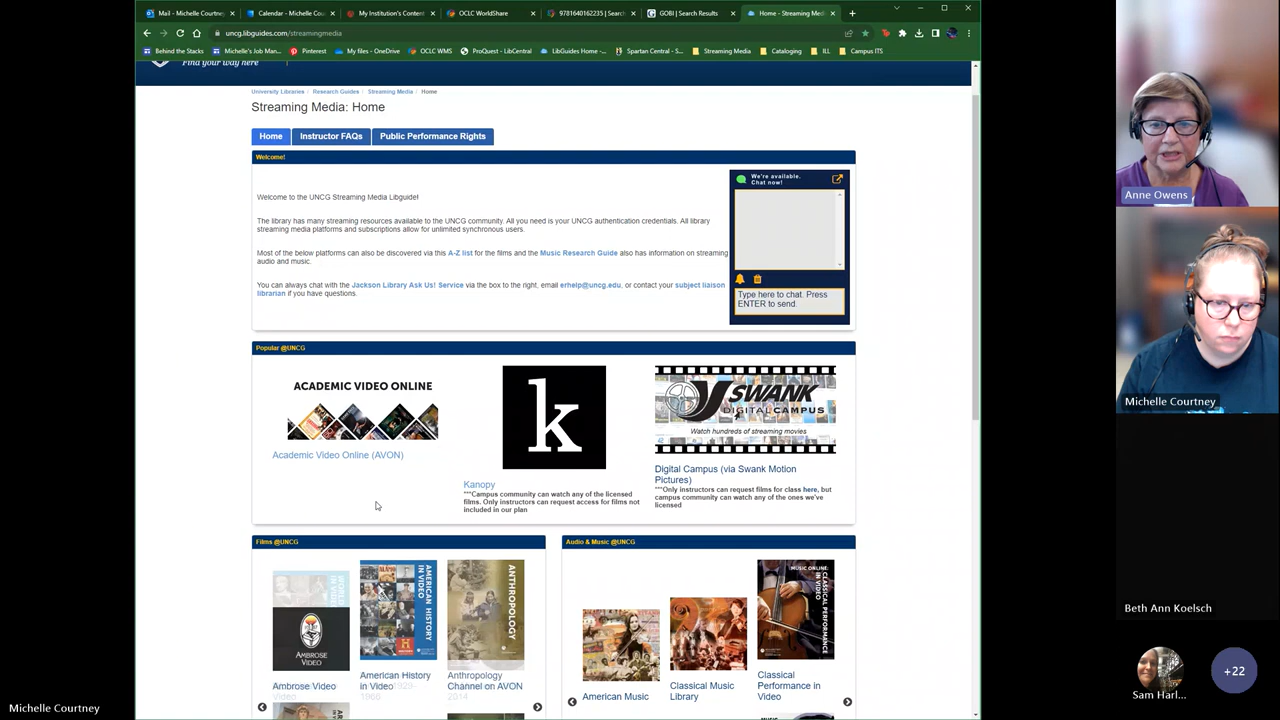 Mail - Michelle Courtney
Calendar - Michelle Cou
My Institution's Content
OCLC WorldShare
9781640162235 | Search
GOBI | Search Results
Home - Streaming Med
uncg.libguides.com/streamingmedia
Behind the Stacks
Michelle's Job Man...
Pinterest
My files - OneDrive
OCLC WMS
ProQuest - LibCentral
LibGuides Home -...
Spartan Central - S...
Streaming Media
Cataloging
ILL
Campus ITS
Find your way here
University Libraries / Research Guides / Streaming Media / Home
Streaming Media: Home
Home
Instructor FAQs
Public Performance Rights
Welcome!
Welcome to the UNCG Streaming Media Libguide!
The library has many streaming resources available to the UNCG community. All you need is your UNCG authentication credentials. All library
streaming media platforms and subscriptions allow for unlimited synchronous users.
Most of the below platforms can also be discovered via this A-Z list for the films and the Music Research Guide also has information on streaming
audio and music.
You can always chat with the Jackson Library Ask Us! Service via the box to the right, email erhelp@uncg.edu, or contact your subject liaison
librarian if you have questions.
We're available.
Chat now!
Type here to chat. Press
ENTER to send.
Popular @UNCG
ACADEMIC VIDEO ONLINE
Academic Video Online (AVON)
k
Kanopy
***Campus community can watch any of the licensed
films. Only instructors can request access for films not
included in our plan
SWANK
DIGITAL CAMPUS
Watch hundreds of streaming movies
Digital Campus (via Swank Motion
Pictures)
***Only instructors can request films for class here, but
campus community can watch any of the ones we've
licensed
Films @UNCG
AMBROSE VIDEO
Ambrose Video
AMERICAN HISTORY
IN VIDEO
American History
in Video
ANTHROPOLOGY
Anthropology
Channel on AVON
Audio & Music @UNCG
American Music
Classical Music
Library
MUSIC ONLINE:
CLASSICAL PERFORMANCE
IN VIDEO
Classical
Performance in
Video
Anne Owens
Michelle Courtney
Beth Ann Koelsch
Sam Harl...
+22
Michelle Courtney